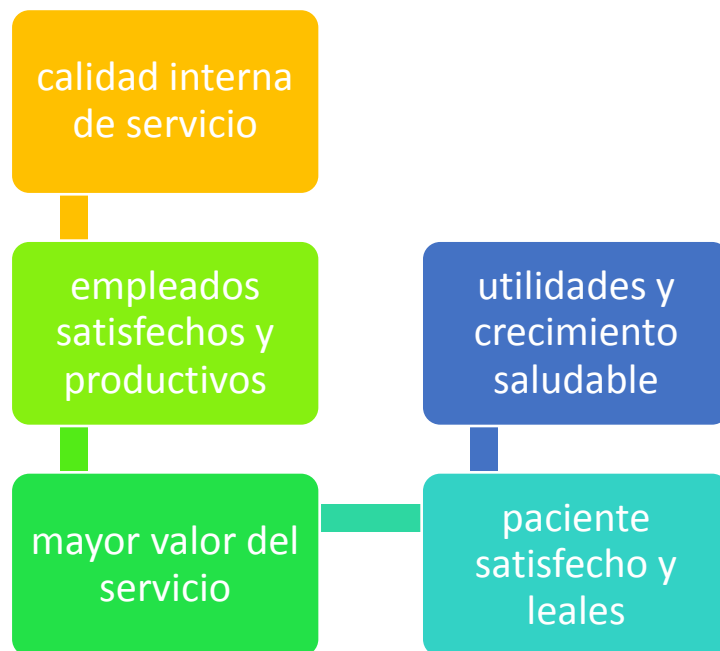 calidad interna
de servicio
empleados
satisfechos y
productivos
mayor valor del
servicio
paciente
satisfecho y
leales
utilidades y
crecimiento
saludable